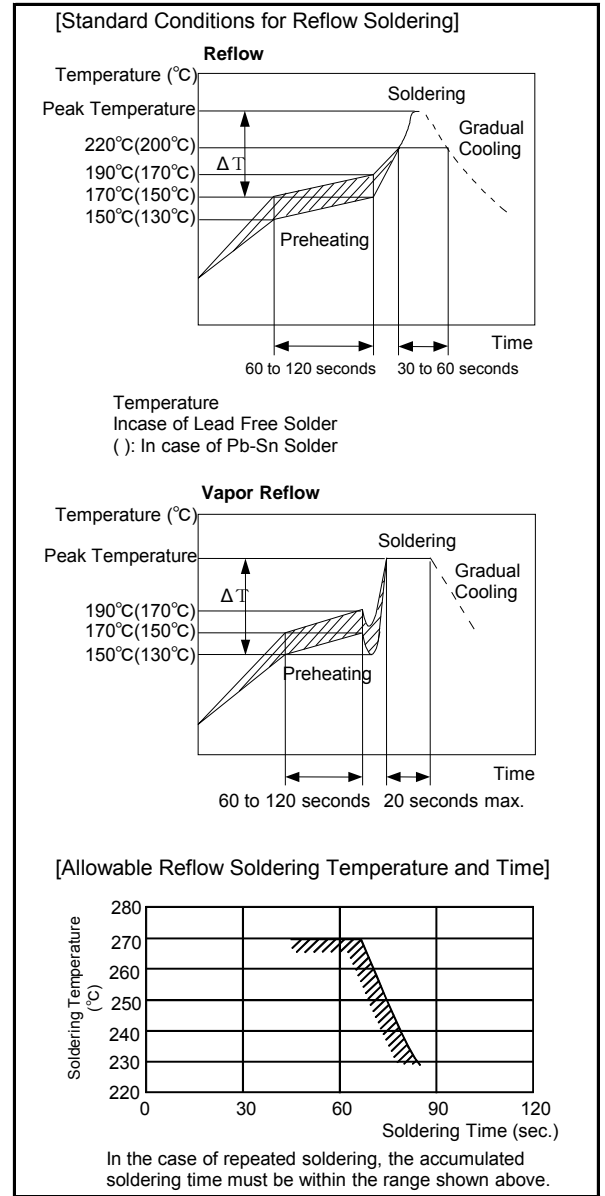 [Standard Conditions for Reflow Soldering]
Reflow
Temperature (°C)
Peak Temperature
220°C(200°C)
190°C(170°C)
170°C(150°C)
150°C(130°C)
ΔT
Soldering
Gradual
Cooling
Preheating
Time
60 to 120 seconds
30 to 60 seconds
Temperature
Incase of Lead Free Solder
( ): In case of Pb-Sn Solder
Vapor Reflow
Temperature (°C)
Peak Temperature
190°C(170°C)
170°C(150°C)
150°C(130°C)
ΔT
Soldering
Gradual
Cooling
Preheating
Time
60 to 120 seconds
20 seconds max.
[Allowable Reflow Soldering Temperature and Time]
Soldering Temperature
(°C)
280
270
260
250
240
230
220
0 30 60 90 120
Soldering Time (sec.)
In the case of repeated soldering, the accumulated
soldering time must be within the range shown above.